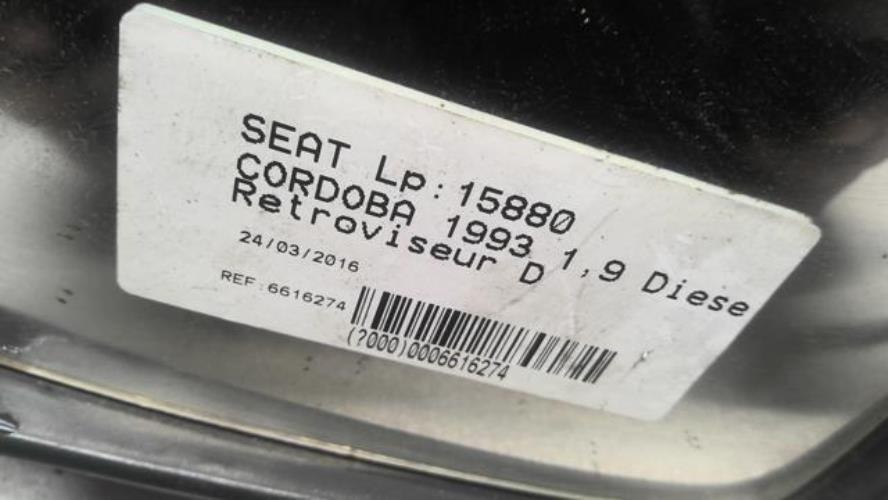 SEAT Lp:15880
CORDOBA 1993 1,9 Diese
Retroviseur D
24/03/2016
REF:6616274
(?000)0006616274